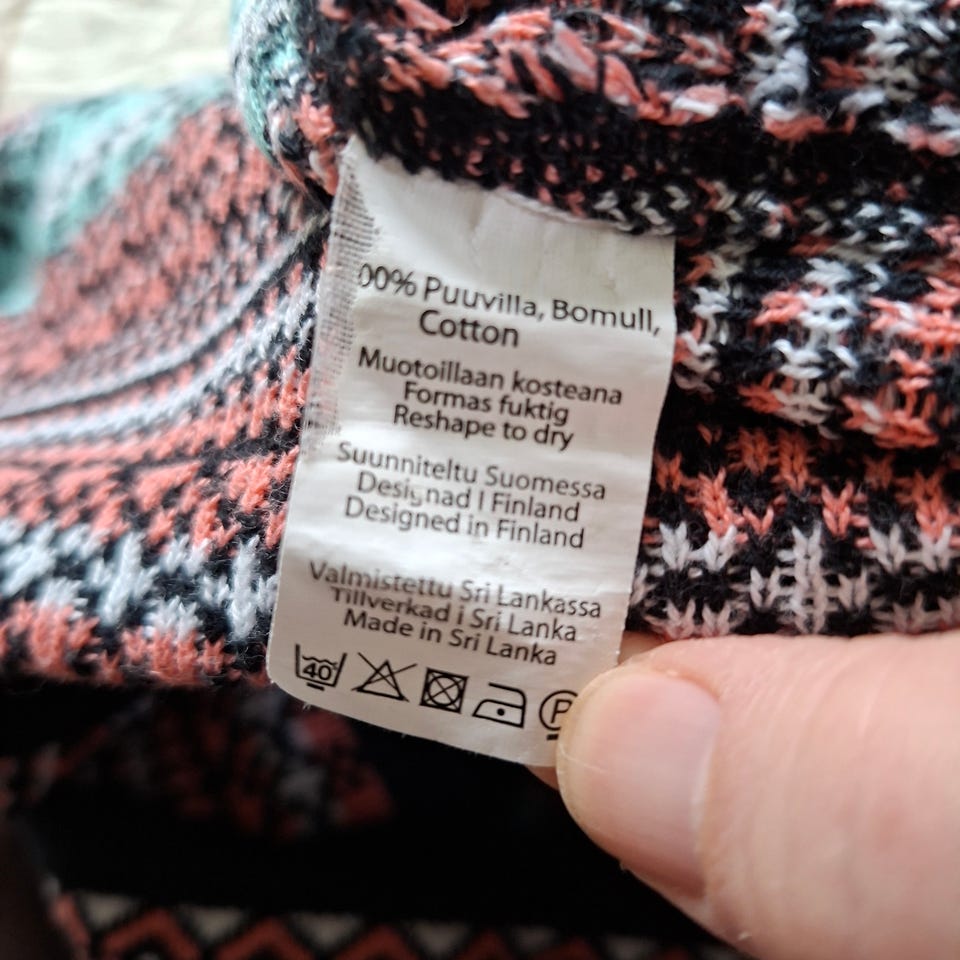 00% Puuvilla, Bomull,
Cotton
Muotoillaan kosteana
Formas fuktig
Reshape to dry
Suunniteltu Suomessa
Designad I Finland
Designed in Finland
Valmistettu Sri Lankassa
Tillverkad i Sri Lanka
Made in Sri Lanka
40 P